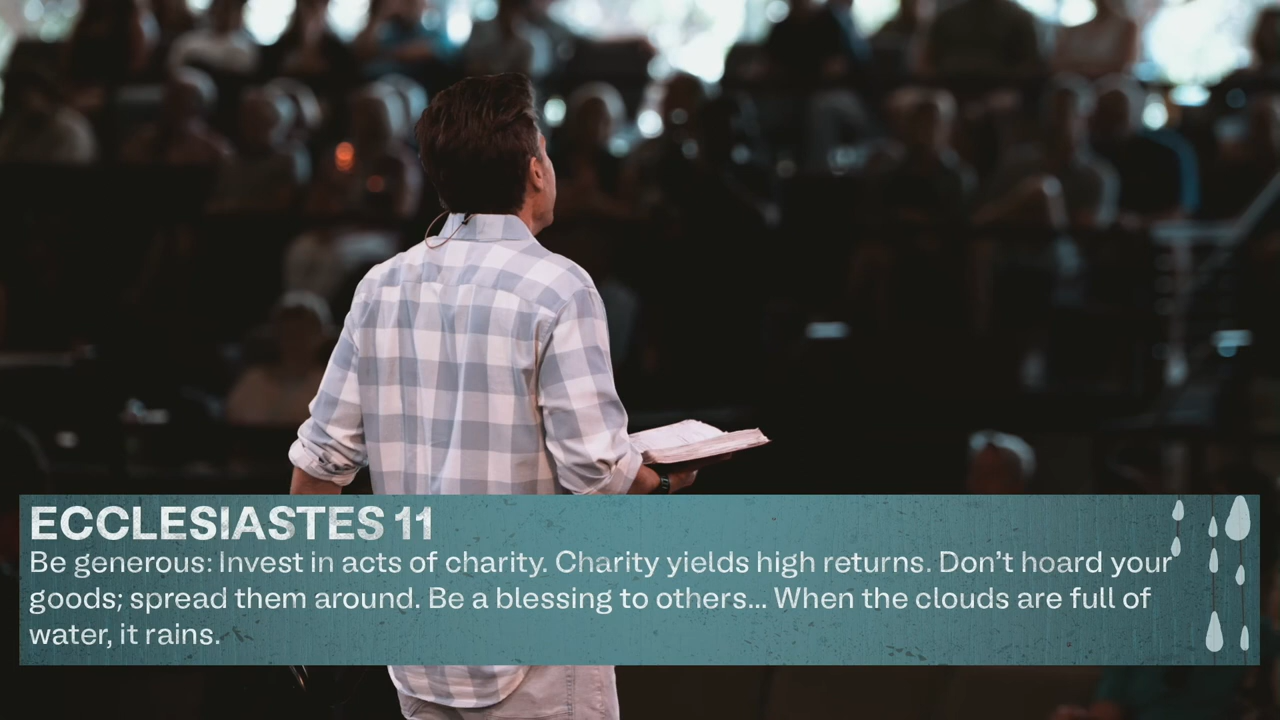 ECCLESIASTES 11
Be generous: Invest in acts of charity. Charity yields high returns. Don’t hoard your
goods; spread them around. Be a blessing to others... When the clouds are full of
water, it rains.